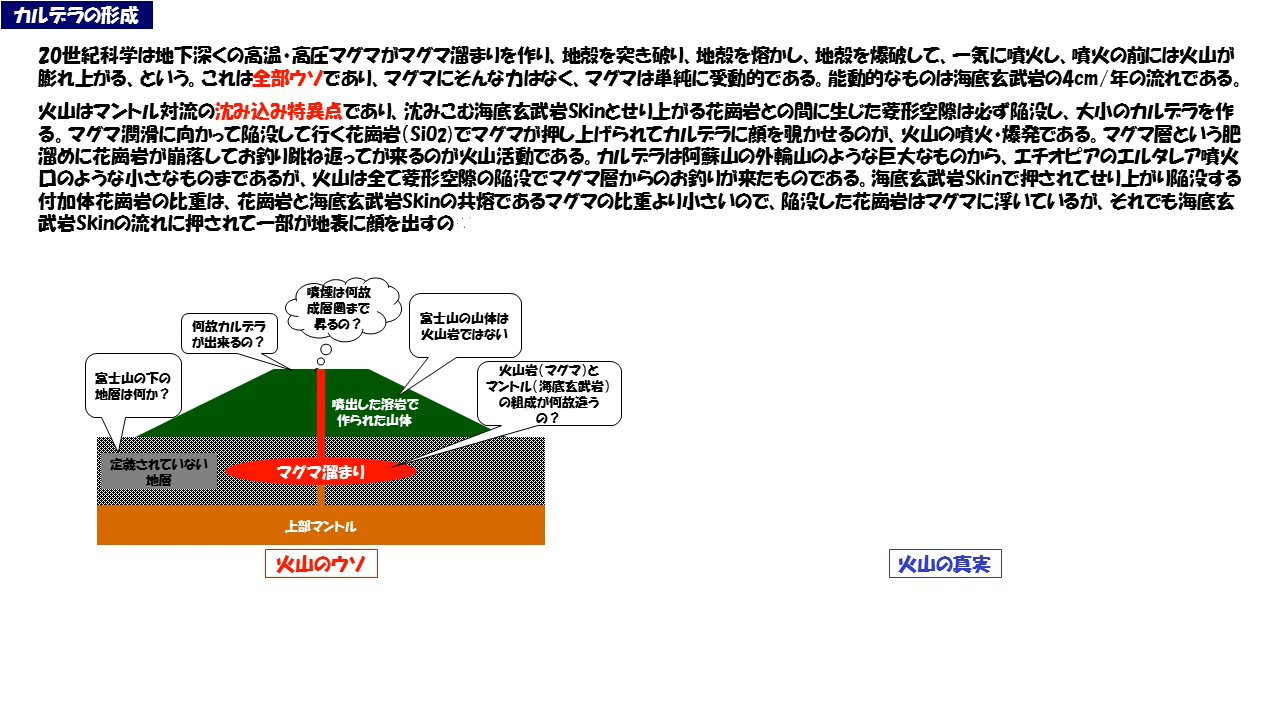 カルデラの形成
20世紀科学は地下深くの高温・高圧マグマがマグマ溜まりを作り、地殻を突き破り、地殻を熔かし、地殻を爆破して、一気に噴火し、噴火の前には火山が
膨れ上がる、という。これは全部ウソであり、マグマにそんな力はなく、マグマは単純に受動的である。能動的なものは海底玄武岩の4cm/年の流れである。
火山はマントル対流の沈み込み特異点であり、沈みこむ海底玄武岩Skinとせり上がる花崗岩との間に生じた菱形空隙は必ず陥没し、大小のカルデラを作
る。マグマ潤滑に向かって陥没して行く花崗岩(SiO2)でマグマが押し上げられてカルデラに顔を覗かせるのが、火山の噴火・爆発である。マグマ層という肥
溜めに花崗岩が崩落してお釣り跳ね返ってが来るのが火山活動である。カルデラは阿蘇山の外輪山のような巨大なものから、エチオピアのエルタレア噴火
口のような小さなものまであるが、火山は全て菱形空隙の陥没でマグマ層からのお釣りが来たものである。海底玄武岩Skinで押されてせり上がり陥没する
付加体花崗岩の比重は、花崗岩と海底玄武岩Skinの共熔であるマグマの比重より小さいので、陥没した花崗岩はマグマに浮いているが、それでも海底玄
武岩Skinの流れに押されて一部が地表に顔を出すの
噴煙は何故
成層圏まで
昇るの?
何故カルデラ
が出来るの?
富士山の山体は
火山岩ではない
富士山の下の
地層は何か?
火山岩(マグマ)と
マントル(海底玄武岩)
の組成が何故違う
の?
噴出した溶岩で
作られた山体
定義されていない
地層
マグマ溜まり
上部マントル
火山のウソ
火山の真実